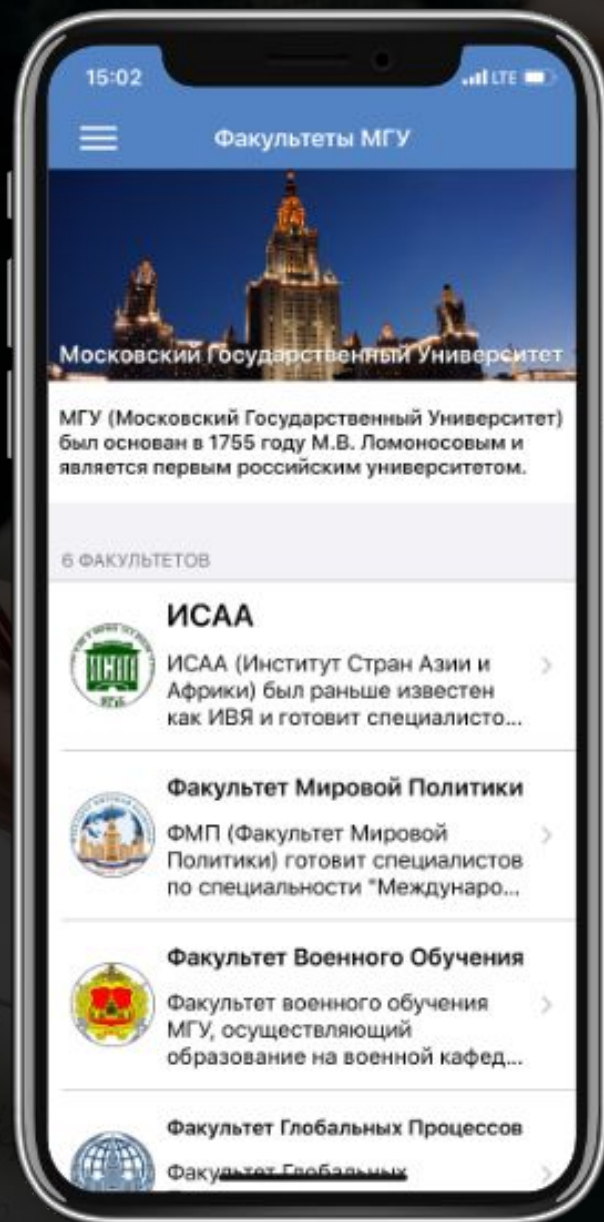 15:02
LTE
Факультеты МГУ
Московский Государственный Университет
МГУ (Московский Государственный Университет)
был основан в 1755 году М.В. Ломоносовым и
является первым российским университетом.
6 ФАКУЛЬТЕТОВ
ИСАА
ИСАА (Институт Стран Азии и
Африки) был раньше известен
как ИВЯ и готовит специалисто...
Факультет Мировой Политики
ФМП (Факультет Мировой
Политики) готовит специалистов
по специальности "Междунаро...
Факультет Военного Обучения
Факультет военного обучения
МГУ, осуществляющий
образование на военной кафед...
Факультет Глобальных Процессов
Факультет Глобальных